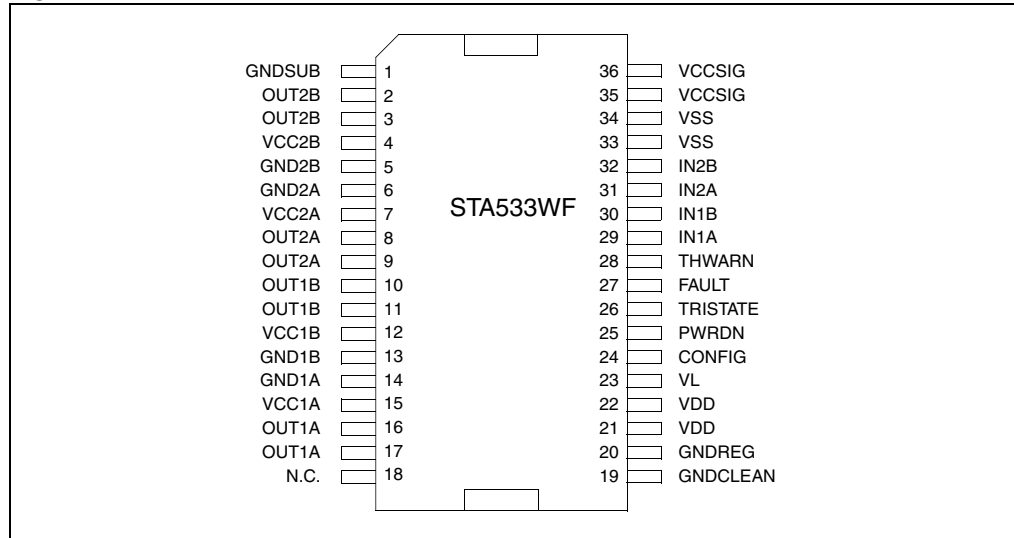 STA533WF
GNDSUB 1 36 VCCSIG
OUT2B 2 35 VCCSIG
OUT2B 3 34 VSS
VCC2B 4 33 VSS
GND2B 5 32 IN2B
GND2A 6 31 IN2A
VCC2A 7 30 IN1B
OUT2A 8 29 IN1A
OUT2A 9 28 THWARN
OUT1B 10 27 FAULT
OUT1B 11 26 TRISTATE
VCC1B 12 25 PWRDN
GND1B 13 24 CONFIG
GND1A 14 23 VL
VCC1A 15 22 VDD
OUT1A 16 21 VDD
OUT1A 17 20 GNDREG
N.C. 18 19 GNDCLEAN